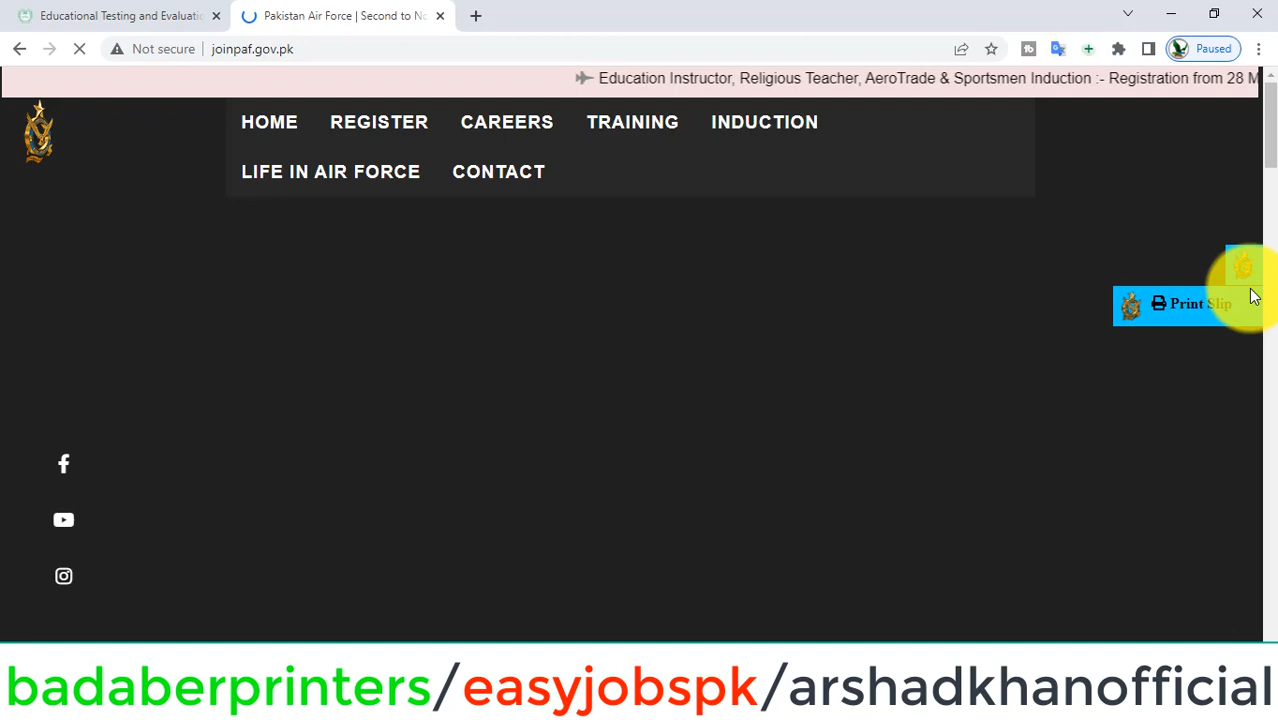 Educational Testing and Evaluatic
Pakistan Air Force | Second to No
Not secure | joinpaf.gov.pk
Paused
Education Instructor, Religious Teacher, AeroTrade & Sportsmen Induction :- Registration from 28 M
HOME REGISTER CAREERS TRAINING INDUCTION
LIFE IN AIR FORCE CONTACT
Print Slip
badaberprinters/easyjobspk/arshadkhanofficial